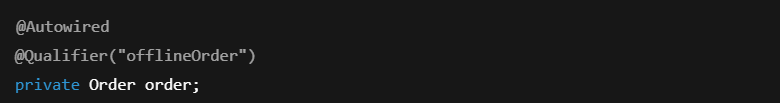 @Autowired
@Qualifier("offlineOrder")
private Order order;